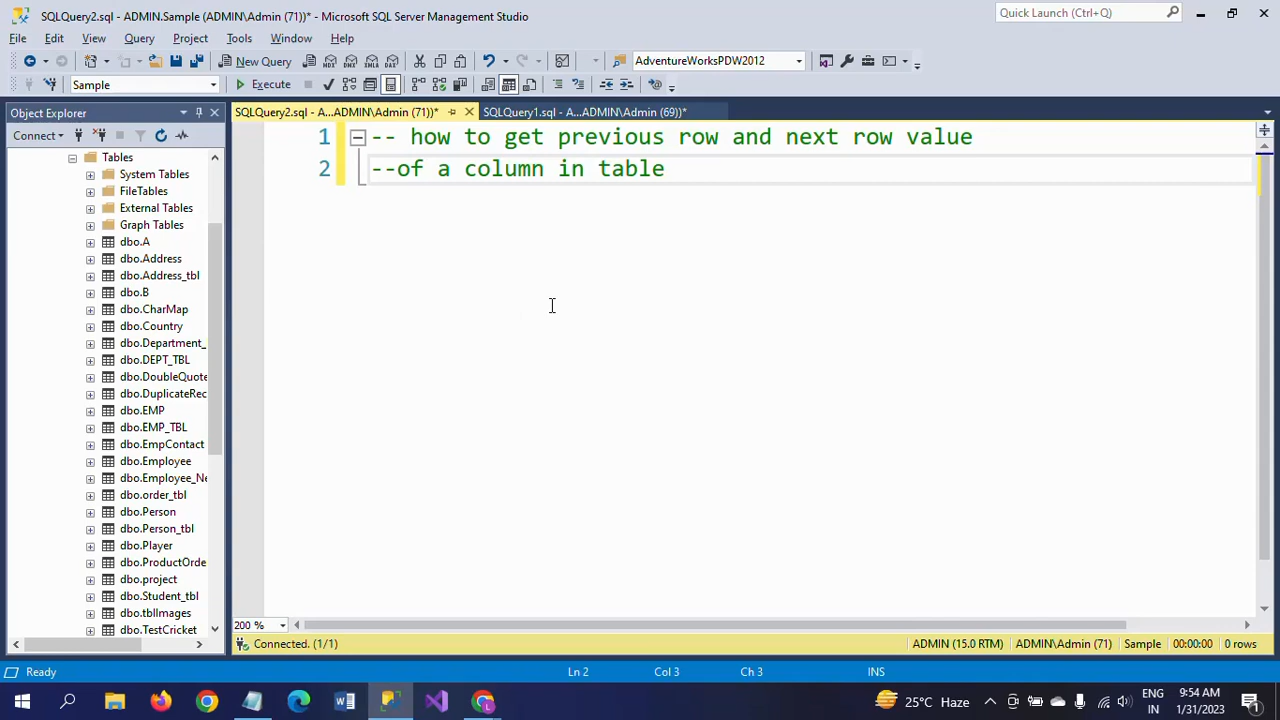 SQLQuery2.sql - ADMIN.Sample (ADMIN\Admin (71))* - Microsoft SQL Server Management Studio
Quick Launch (Ctrl+Q)
File Edit View Query Project Tools Window Help
New Query
MDX DMX XMLA DAX
AdventureWorksPDW2012
Sample
Execute
Object Explorer
SQLQuery2.sql - A...ADMIN\Admin (71))*
SQLQuery1.sql - A...ADMIN\Admin (69))*
Connect
1 -- how to get previous row and next row value
2 --of a column in table
Tables
System Tables
FileTables
External Tables
Graph Tables
dbo.A
dbo.Address
dbo.Address_tbl
dbo.B
dbo.CharMap
dbo.Country
dbo.Department_
dbo.DEPT_TBL
dbo.DoubleQuote
dbo.DuplicateRec
dbo.EMP
dbo.EMP_TBL
dbo.EmpContact
dbo.Employee
dbo.Employee_Ne
dbo.order_tbl
dbo.Person
dbo.Person_tbl
dbo.Player
dbo.ProductOrde
dbo.project
dbo.Student_tbl
dbo.tblImages
dbo.TestCricket
200 %
Connected. (1/1)
ADMIN (15.0 RTM) ADMIN\Admin (71) Sample 00:00:00 0 rows
Ready Ln 2 Col 3 Ch 3 INS
25°C Haze
ENG
IN
9:54 AM
1/31/2023
1